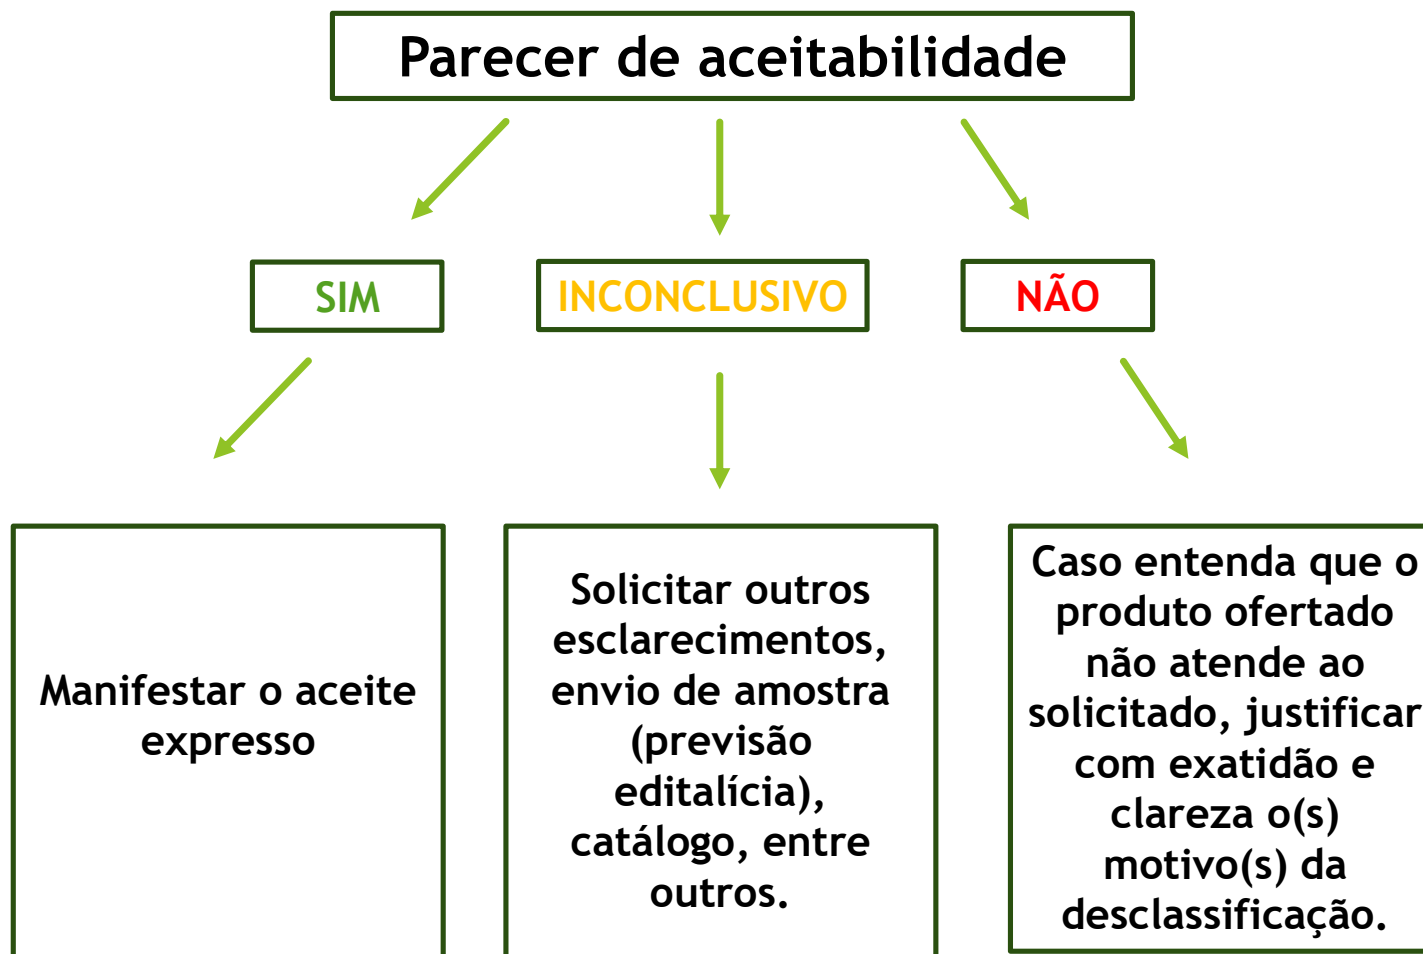 Parecer de aceitabilidade
SIM
INCONCLUSIVO
NÃO
Manifestar o aceite
expresso
Solicitar outros
esclarecimentos,
envio de amostra
(previsão
editalícia),
catálogo, entre
outros.
Caso entenda que o
produto ofertado
não atende ao
solicitado, justificar
com exatidão e
clareza o(s)
motivo(s) da
desclassificação.